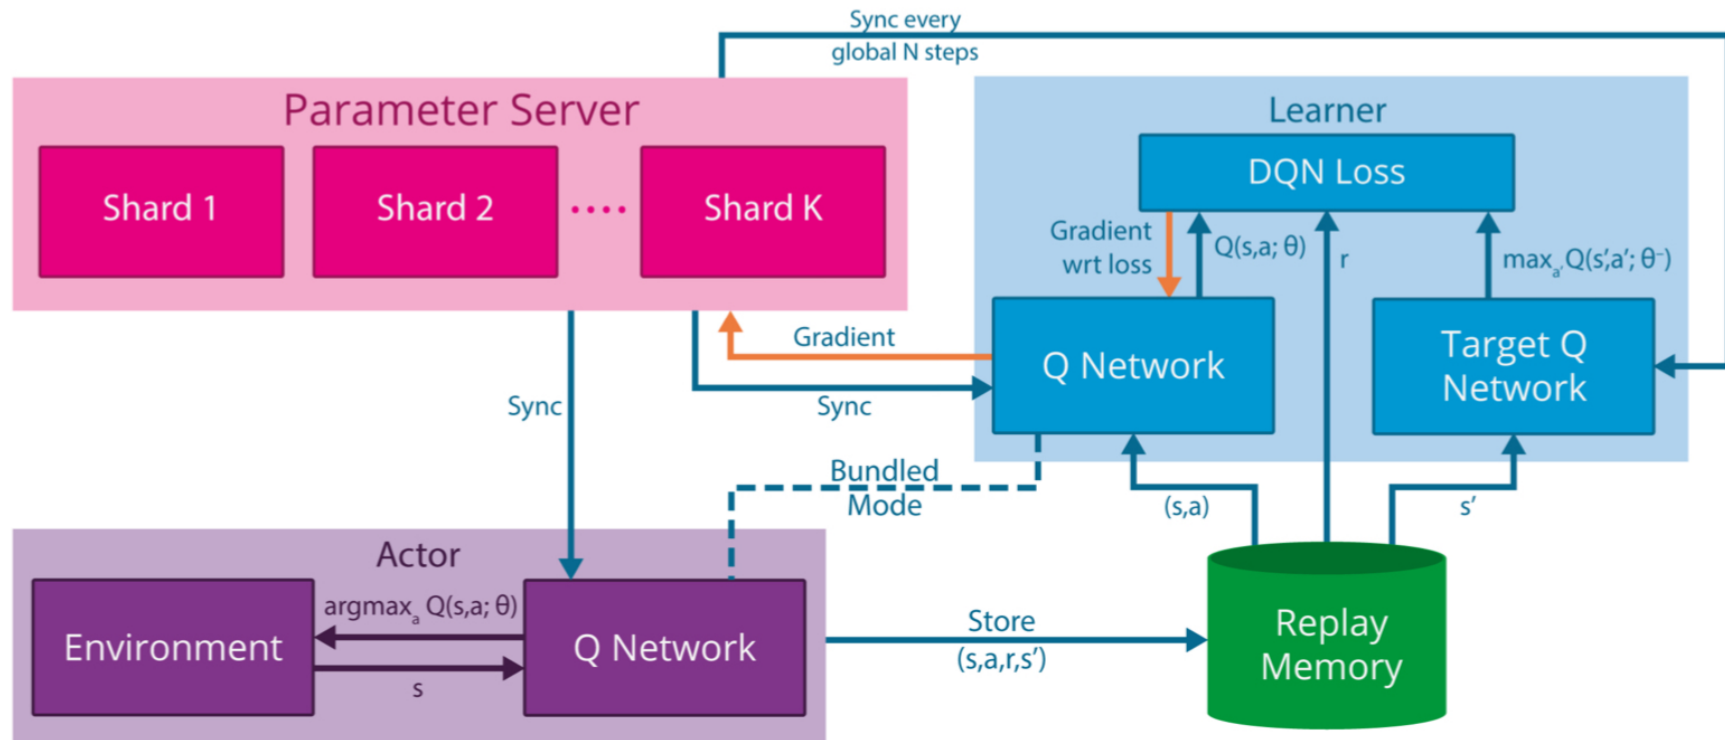 Sync every
global N steps
Parameter Server
Shard 1
Shard 2
....
Shard K
Learner
DQN Loss
Gradient
wrt loss
Q(s,a; θ)
r
maxₐ’ Q(s’,a’; θ⁻)
Q Network
Target Q
Network
Gradient
Sync
Sync
Bundled
Mode
(s,a)
s’
Actor
Environment
argmaxₐ Q(s,a; θ)
s
Q Network
Store
(s,a,r,s’)
Replay
Memory